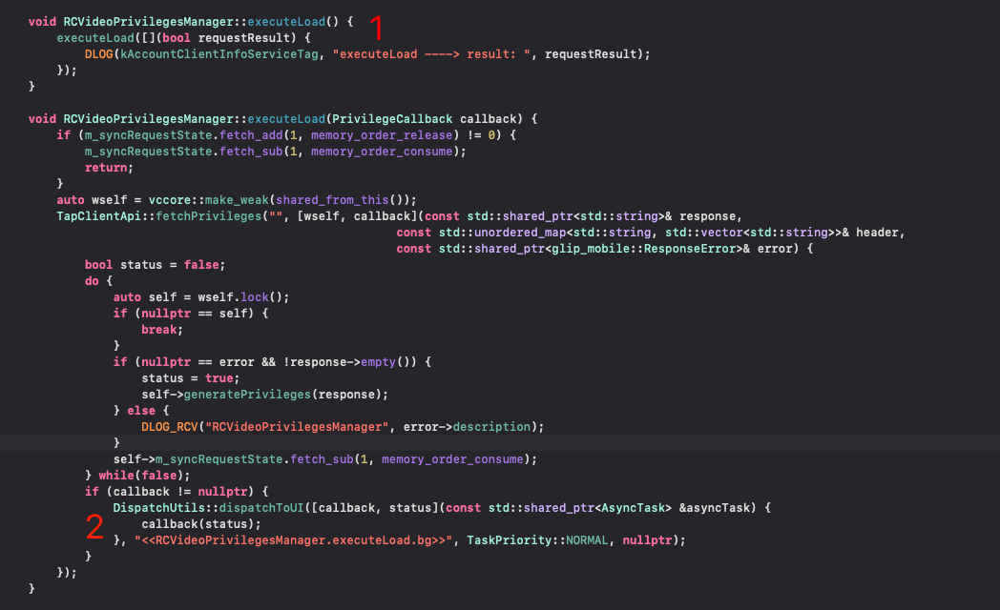 void RCVideoPrivilegesManager::executeLoad() { 1
    executeLoad([](bool requestResult) {
        DLOG(kAccountClientInfoServiceTag, "executeLoad ----> result: ", requestResult);
    });
}

void RCVideoPrivilegesManager::executeLoad(PrivilegeCallback callback) {
    if (m_syncRequestState.fetch_add(1, memory_order_release) != 0) {
        m_syncRequestState.fetch_sub(1, memory_order_consume);
        return;
    }
    auto wself = vccore::make_weak(shared_from_this());
    TapClientApi::fetchPrivileges("", [wself, callback](const std::shared_ptr<std::string>& response,
                                                    const std::unordered_map<std::string, std::vector<std::string>>& header,
                                                    const std::shared_ptr<glip_mobile::ResponseError>& error) {
        bool status = false;
        do {
            auto self = wself.lock();
            if (nullptr == self) {
                break;
            }
            if (nullptr == error && !response->empty()) {
                status = true;
                self->generatePrivileges(response);
            } else {
                DLOG_RCV("RCVideoPrivilegesManager", error->description);
            }
            self->m_syncRequestState.fetch_sub(1, memory_order_consume);
        } while(false);
        if (callback != nullptr) {
            DispatchUtils::dispatchToUI([callback, status](const std::shared_ptr<AsyncTask> &asyncTask) {
2               callback(status);
            }, "<<RCVideoPrivilegesManager.executeLoad.bg>>", TaskPriority::NORMAL, nullptr);
        }
    });
}